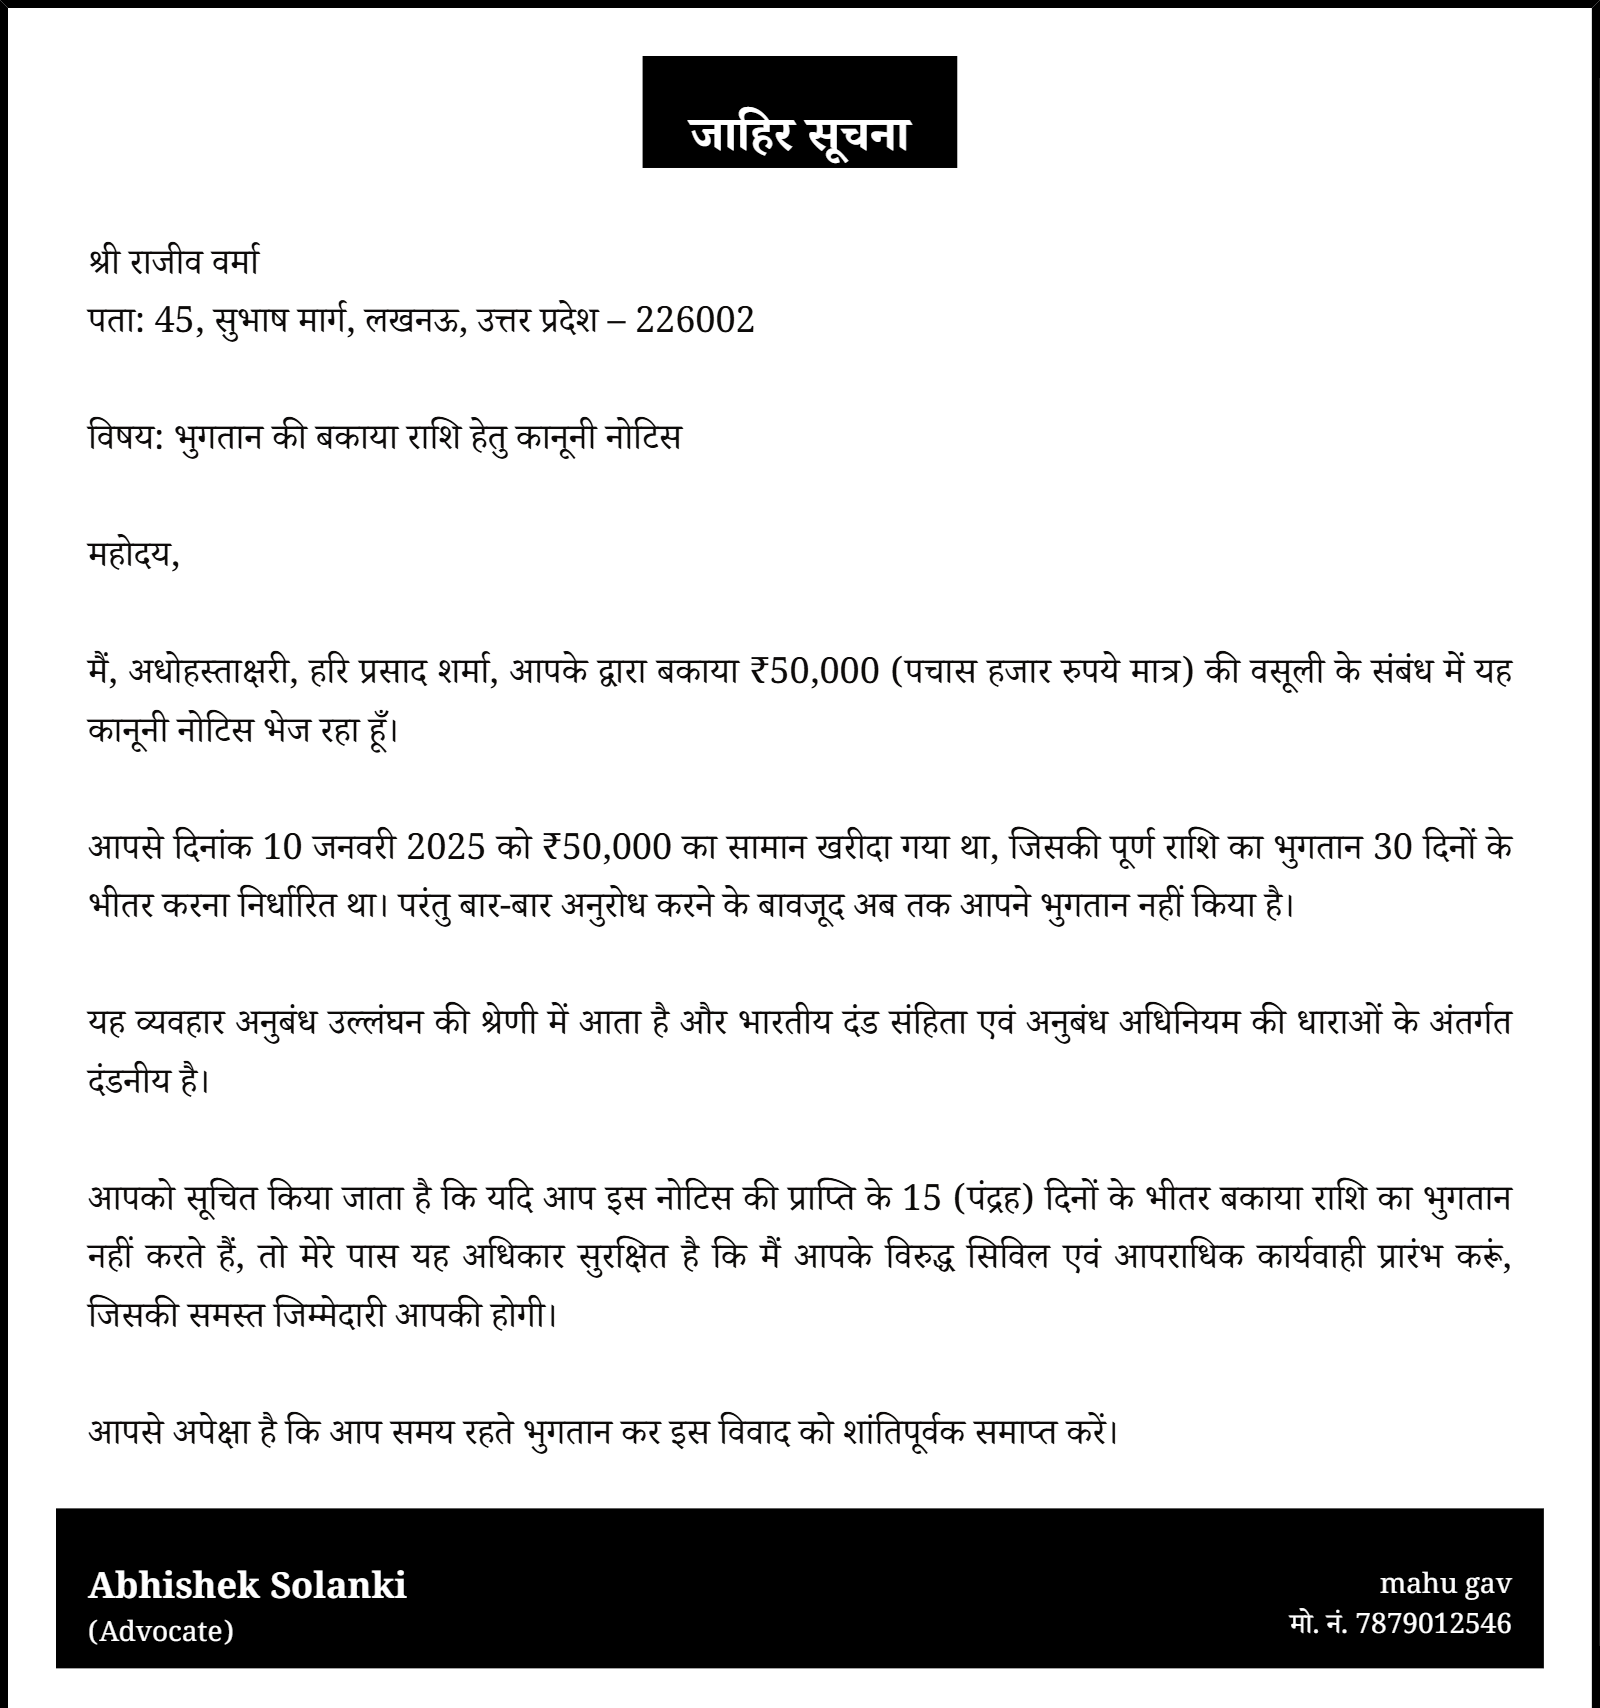 जाहिर सूचना
श्री राजीव वर्मा
पता: 45, सुभाष मार्ग, लखनऊ, उत्तर प्रदेश – 226002
विषय: भुगतान की बकाया राशि हेतु कानूनी नोटिस
महोदय,
मैं, अधोहस्ताक्षरी, हरि प्रसाद शर्मा, आपके द्वारा बकाया ₹50,000 (पचास हजार रुपये मात्र) की वसूली के संबंध में यह
कानूनी नोटिस भेज रहा हूँ।
आपसे दिनांक 10 जनवरी 2025 को ₹50,000 का सामान खरीदा गया था, जिसकी पूर्ण राशि का भुगतान 30 दिनों के
भीतर करना निर्धारित था। परंतु बार-बार अनुरोध करने के बावजूद अब तक आपने भुगतान नहीं किया है।
यह व्यवहार अनुबंध उल्लंघन की श्रेणी में आता है और भारतीय दंड संहिता एवं अनुबंध अधिनियम की धाराओं के अंतर्गत
दंडनीय है।
आपको सूचित किया जाता है कि यदि आप इस नोटिस की प्राप्ति के 15 (पंद्रह) दिनों के भीतर बकाया राशि का भुगतान
नहीं करते हैं, तो मेरे पास यह अधिकार सुरक्षित है कि मैं आपके विरुद्ध सिविल एवं आपराधिक कार्यवाही प्रारंभ करूं,
जिसकी समस्त जिम्मेदारी आपकी होगी।
आपसे अपेक्षा है कि आप समय रहते भुगतान कर इस विवाद को शांतिपूर्वक समाप्त करें।
Abhishek Solanki
(Advocate)
mahu gav
मो. नं. 7879012546